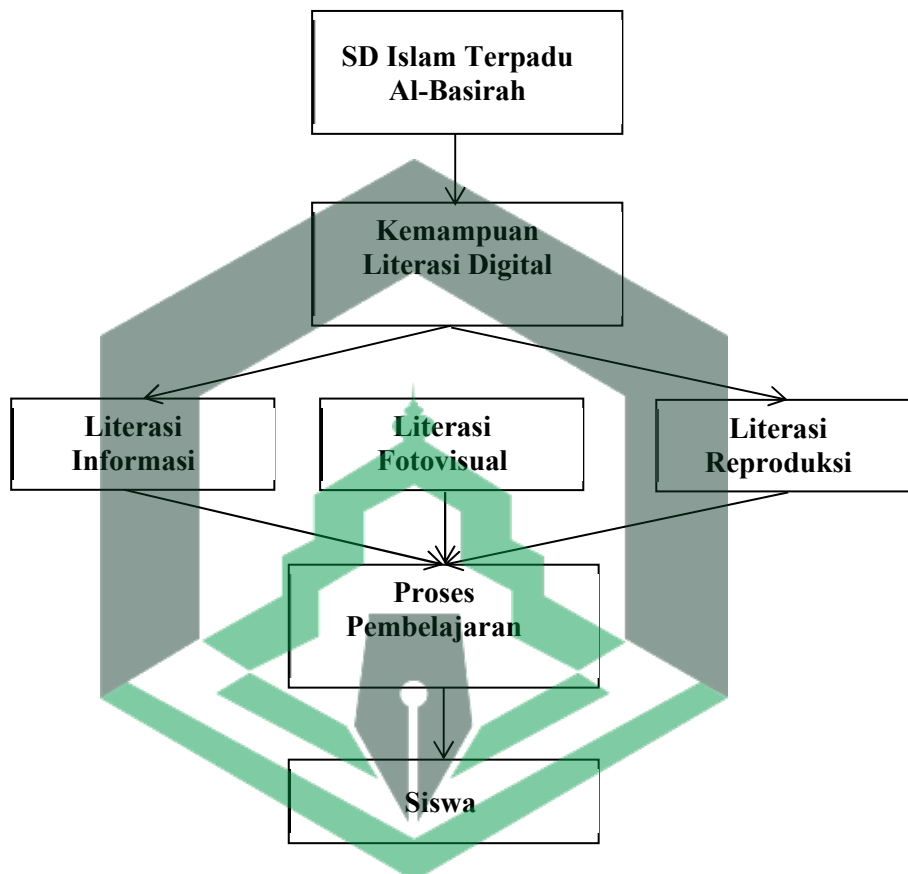 SD Islam Terpadu
Al-Basirah
Kemampuan
Literasi Digital
Literasi
Informasi
Literasi
Fotovisual
Literasi
Reproduksi
Proses
Pembelajaran
Siswa